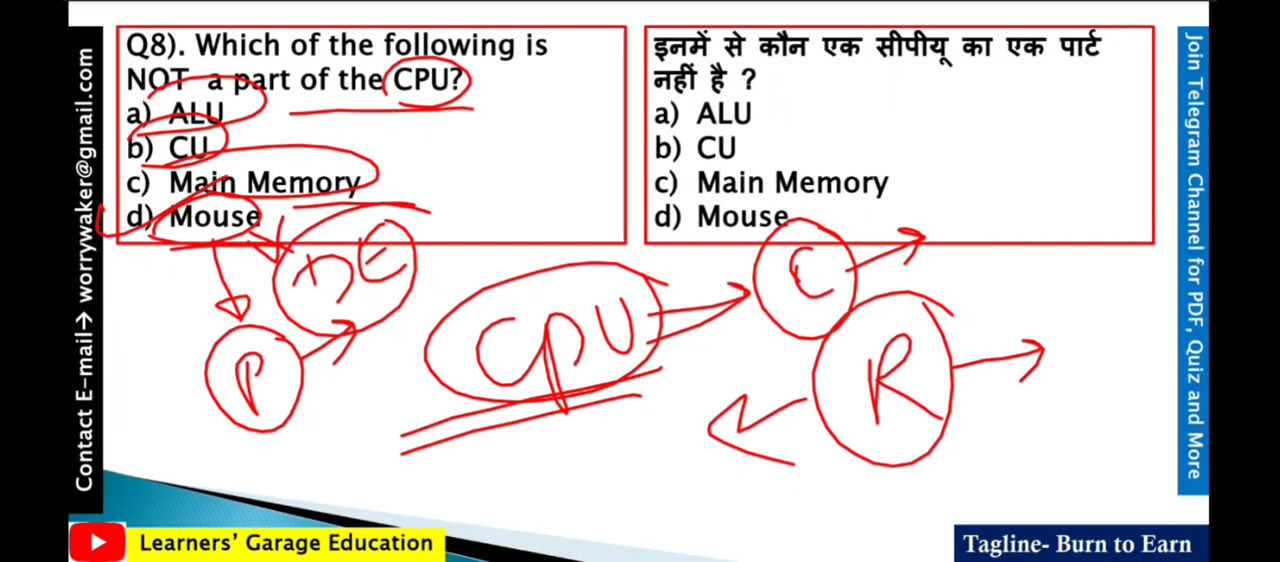 Contact E-mail→ worrywaker@gmail.com
Q8). Which of the following is
NOT a part of the CPU?
a) ALU
b) CU
c) Main Memory
d) Mouse
इनमें से कौन एक सीपीयू का एक पार्ट
नहीं है ?
a) ALU
b) CU
c) Main Memory
d) Mouse
E
P
CPU
C
R
Join Telegram Channel for PDF, Quiz and More
Learners’ Garage Education
Tagline- Burn to Earn